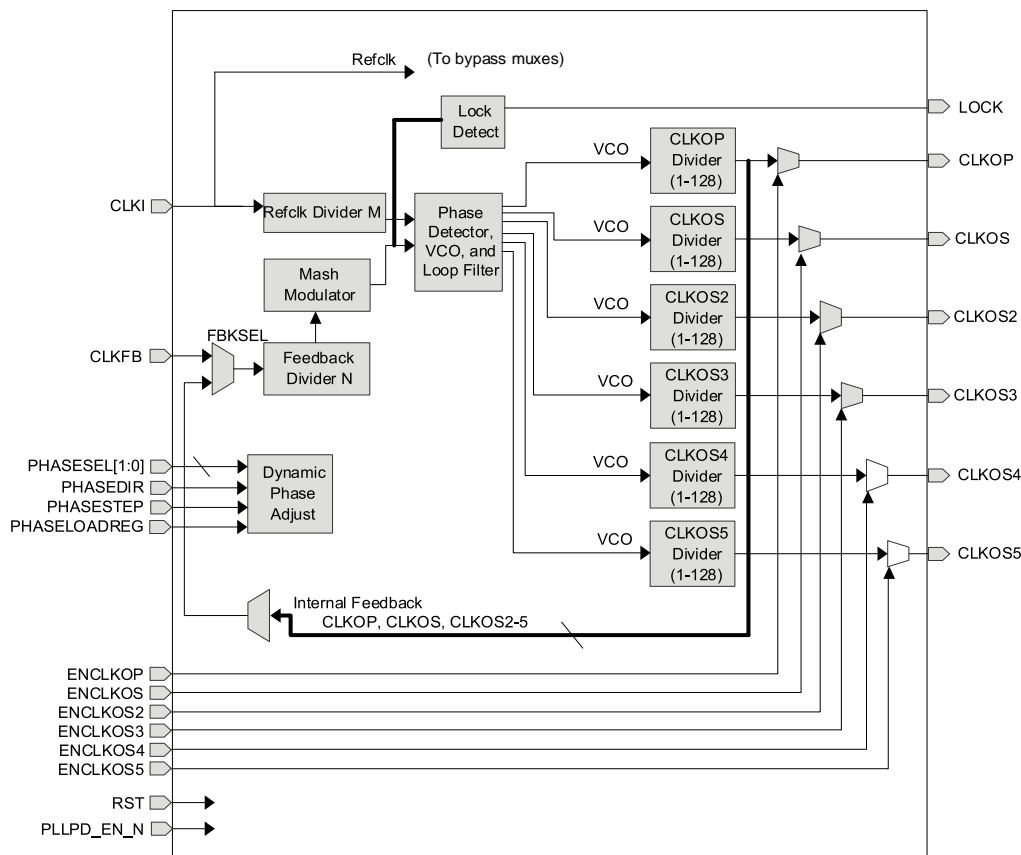 Refclk (To bypass muxes)
Lock
Detect
LOCK
VCO
CLKOP
Divider
(1-128)
CLKOP
CLKI
Refclk Divider M
Phase
Detector,
VCO, and
Loop Filter
VCO
CLKOS
Divider
(1-128)
CLKOS
Mash
Modulator
VCO
CLKOS2
Divider
(1-128)
CLKOS2
FBKSEL
CLKFB
Feedback
Divider N
VCO
CLKOS3
Divider
(1-128)
CLKOS3
PHASESEL[1:0]
PHASEDIR
PHASESTEP
PHASELOADREG
Dynamic
Phase
Adjust
VCO
CLKOS4
Divider
(1-128)
CLKOS4
VCO
CLKOS5
Divider
(1-128)
CLKOS5
Internal Feedback
CLKOP, CLKOS, CLKOS2-5
ENCLKOP
ENCLKOS
ENCLKOS2
ENCLKOS3
ENCLKOS4
ENCLKOS5
RST
PLLPD_EN_N